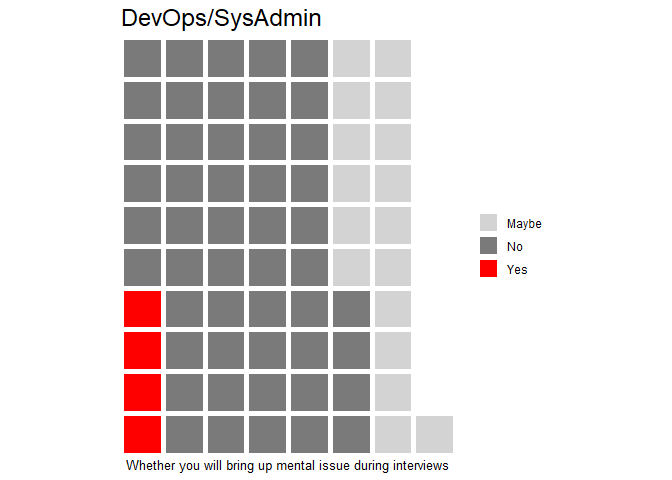 DevOps/SysAdmin
Maybe
No
Yes
Whether you will bring up mental issue during interviews